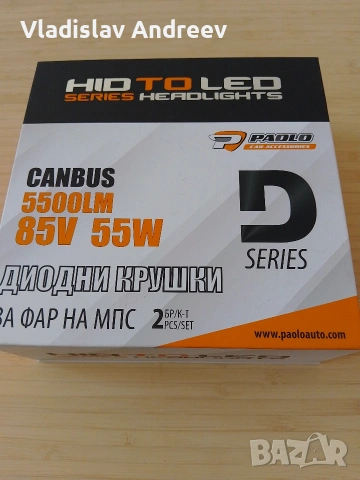 Vladislav Andreev
HID TO LED
SERIES HEADLIGHTS
PAOLO
CAR ACCESSORIES
CANBUS
5500LM
85V 55W
D
SERIES
ДИОДНИ КРУШКИ
ЗА ФАР НА МПС
2 БР/К-Т
PCS/SET
www.paoloauto.com
BAZAR